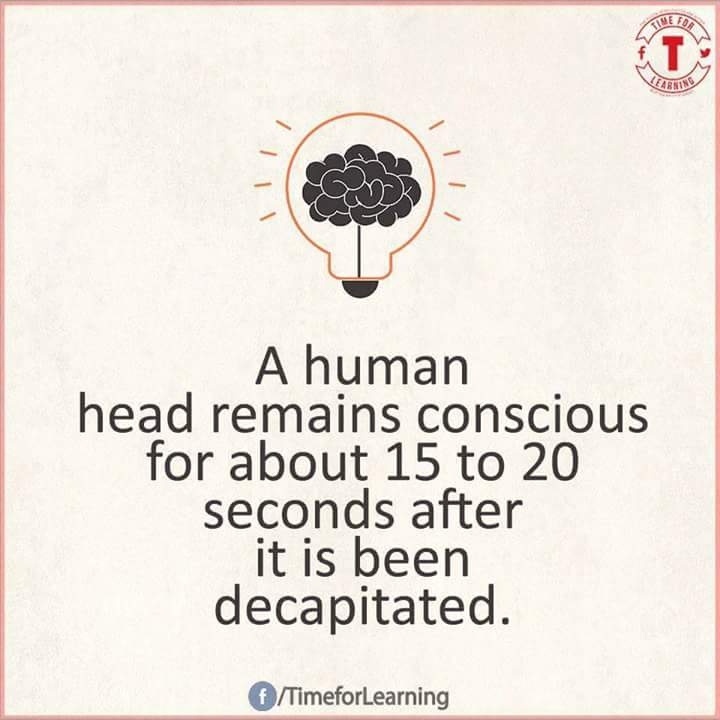 TIME FOR
T
LEARNING
A human
head remains conscious
for about 15 to 20
seconds after
it is been
decapitated.
f/TimeforLearning